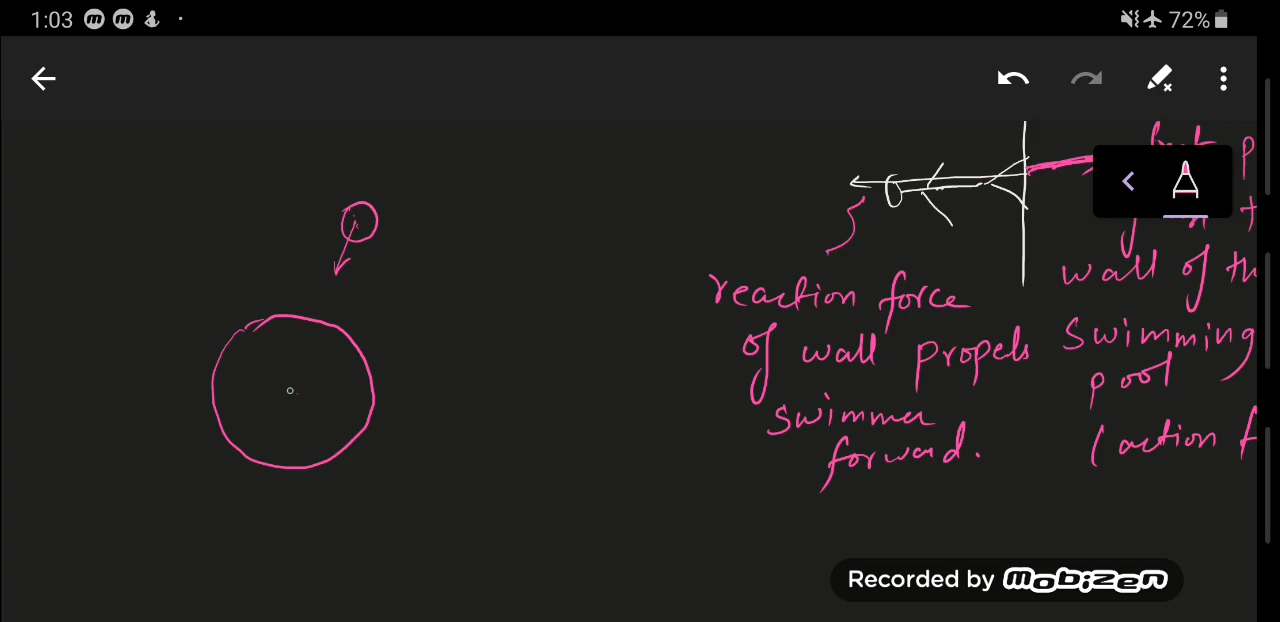 1:03
72%
reaction force
of wall propels
swimmer
forward.
wall of th
swimming
pool
(action f
Recorded by mobizen